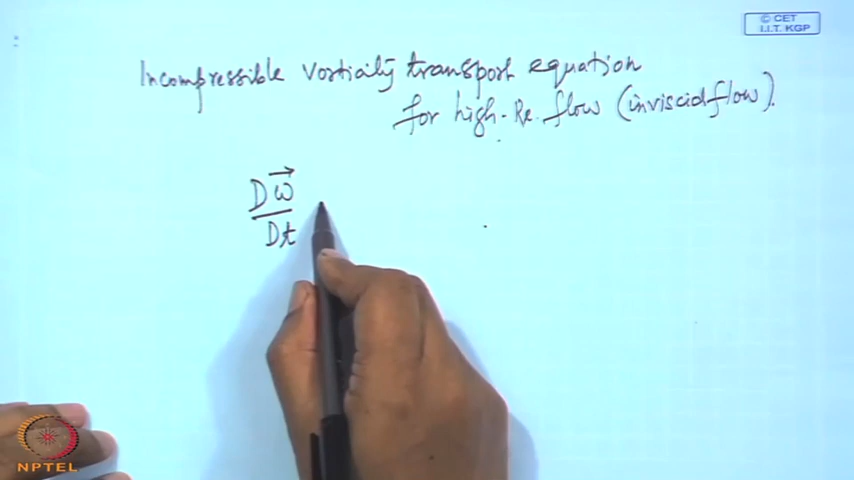 © CET
I.I.T. KGP
Incompressible vorticity transport equation
for high-Re. flow (inviscid flow).
Dω⃗
Dt
NPTEL